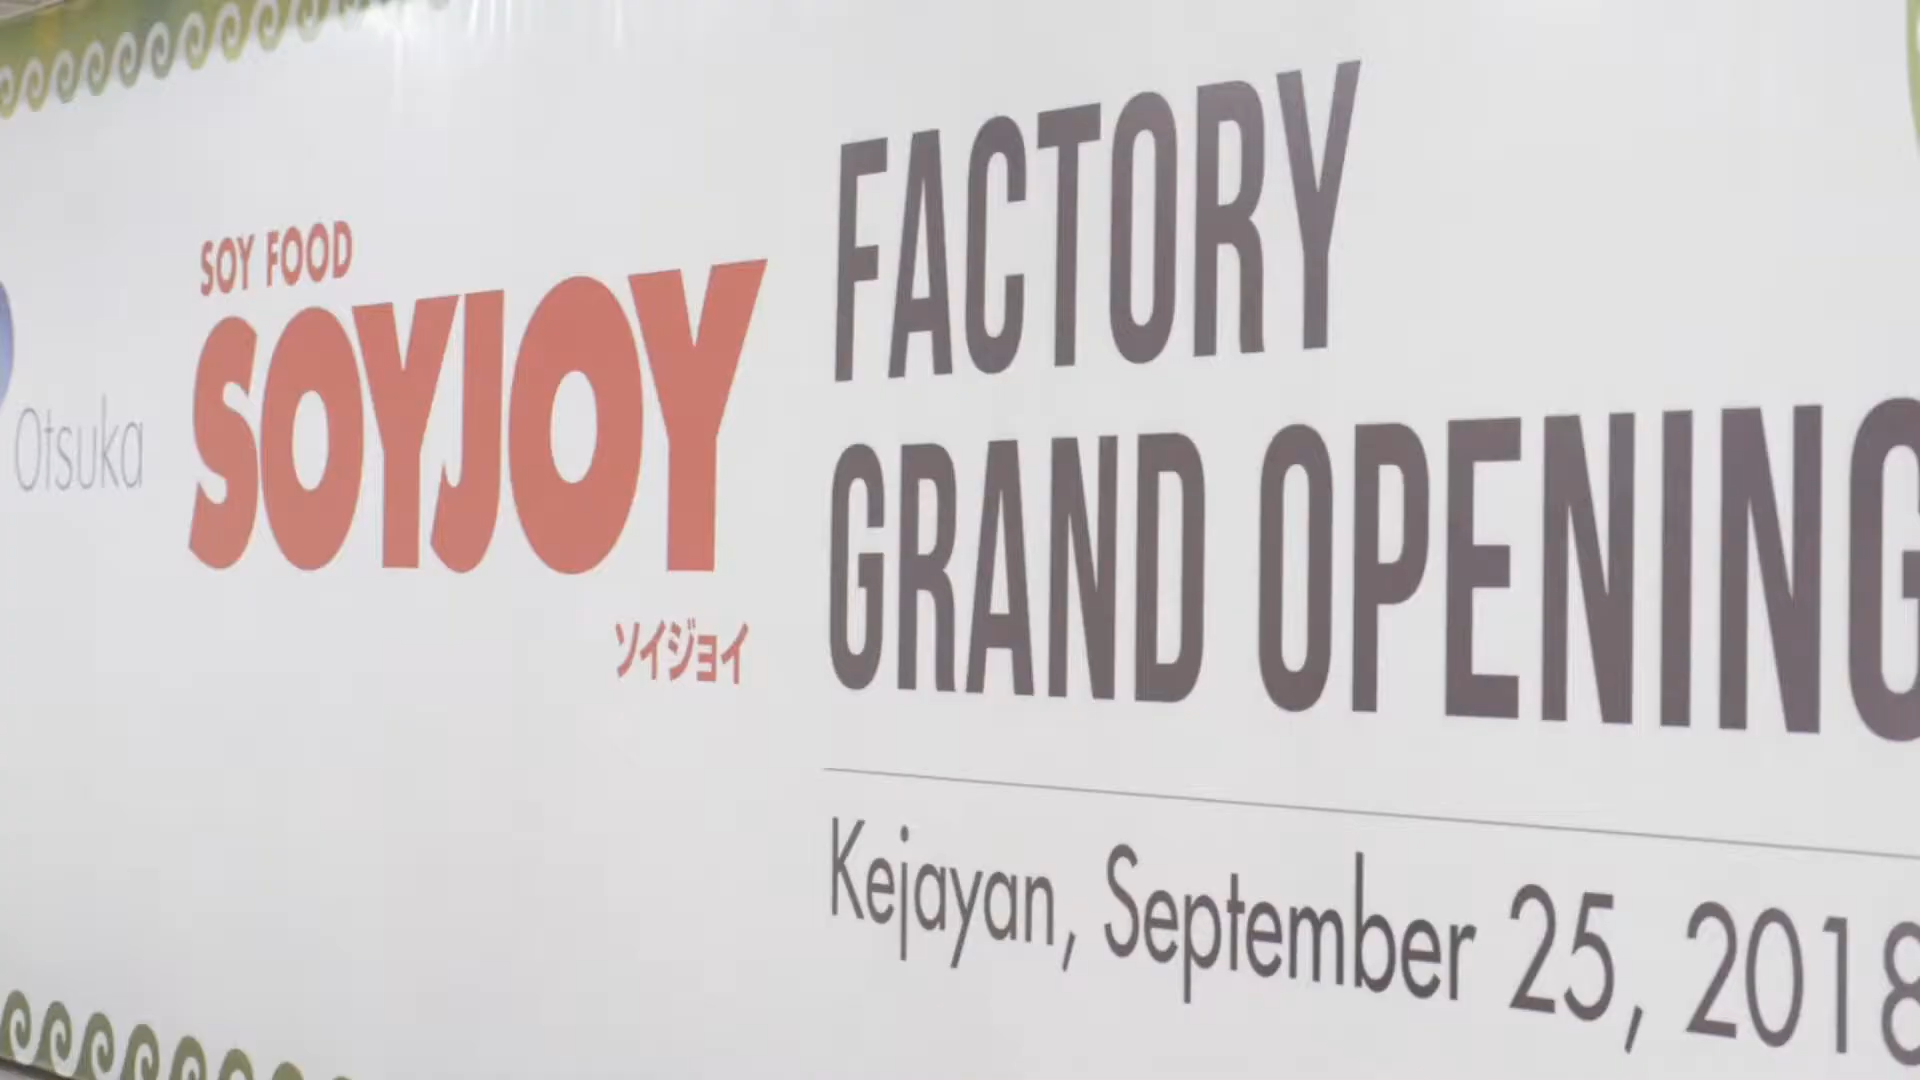 Otsuka
SOY FOOD
SOYJOY
ソイジョイ
FACTORY
GRAND OPENING
Kejayan, September 25, 2018